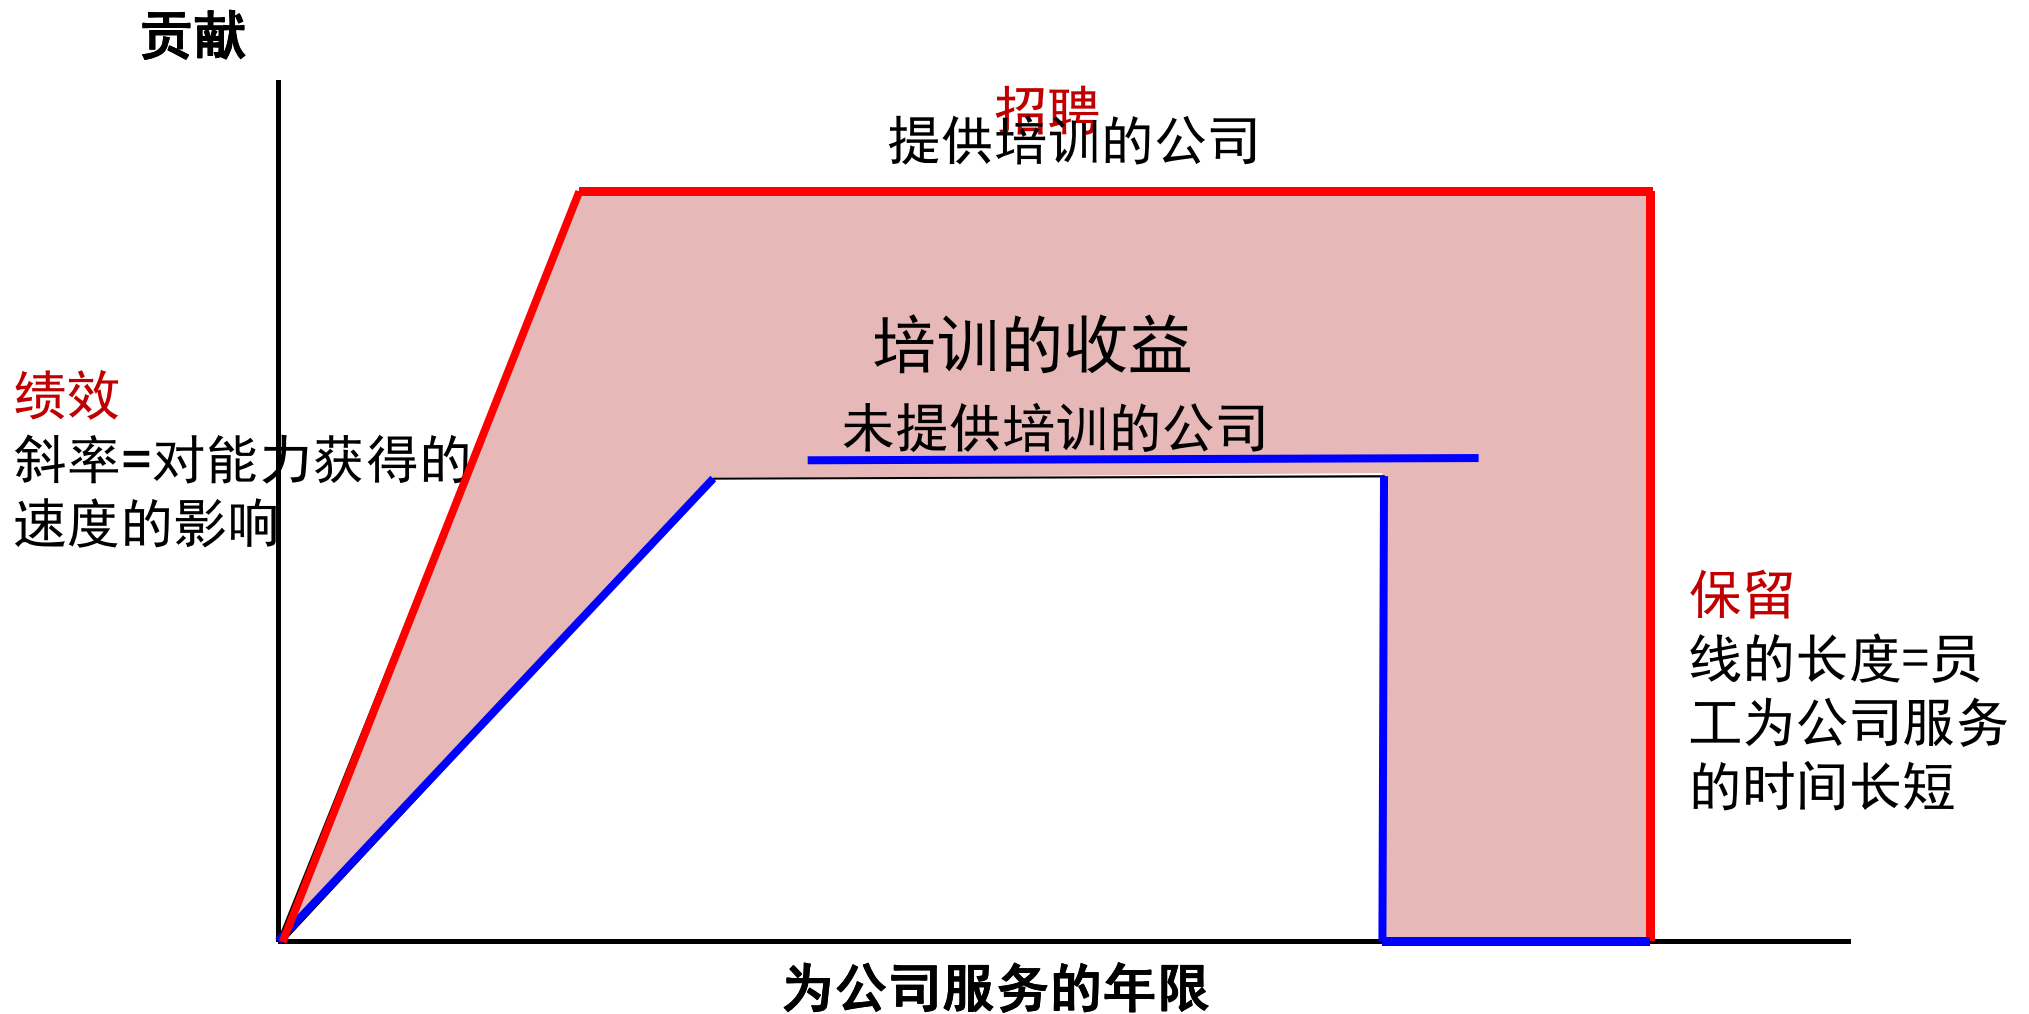 贡献
招聘
提供培训的公司
培训的收益
未提供培训的公司
绩效
斜率=对能力获得的
速度的影响
保留
线的长度=员
工为公司服务
的时间长短
为公司服务的年限